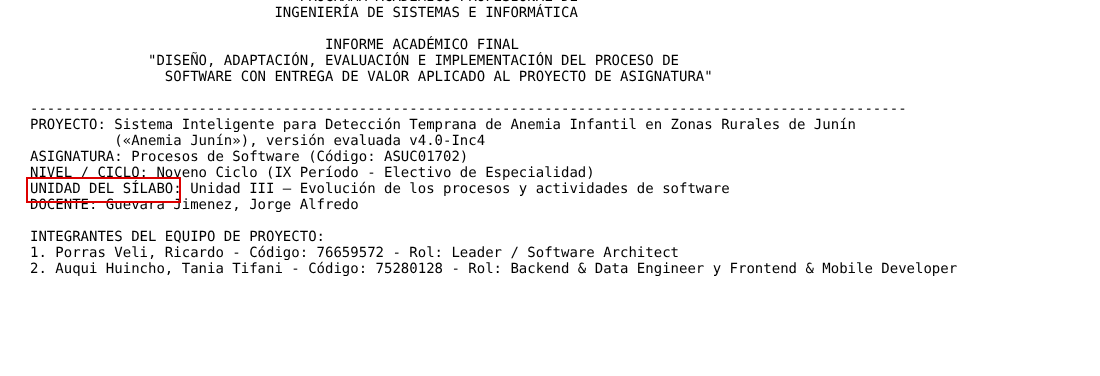 INGENIERÍA DE SISTEMAS E INFORMÁTICA
INFORME ACADÉMICO FINAL
"DISEÑO, ADAPTACIÓN, EVALUACIÓN E IMPLEMENTACIÓN DEL PROCESO DE
SOFTWARE CON ENTREGA DE VALOR APLICADO AL PROYECTO DE ASIGNATURA"
--------------------------------------------------------------------------------------------------------
PROYECTO: Sistema Inteligente para Detección Temprana de Anemia Infantil en Zonas Rurales de Junín
(«Anemia Junín»), versión evaluada v4.0-Inc4
ASIGNATURA: Procesos de Software (Código: ASUC01702)
NIVEL / CICLO: Noveno Ciclo (IX Período - Electivo de Especialidad)
UNIDAD DEL SÍLABO: Unidad III – Evolución de los procesos y actividades de software
DOCENTE: Guevara Jimenez, Jorge Alfredo
INTEGRANTES DEL EQUIPO DE PROYECTO:
1. Porras Veli, Ricardo - Código: 76659572 - Rol: Leader / Software Architect
2. Auqui Huincho, Tania Tifani - Código: 75280128 - Rol: Backend & Data Engineer y Frontend & Mobile Developer